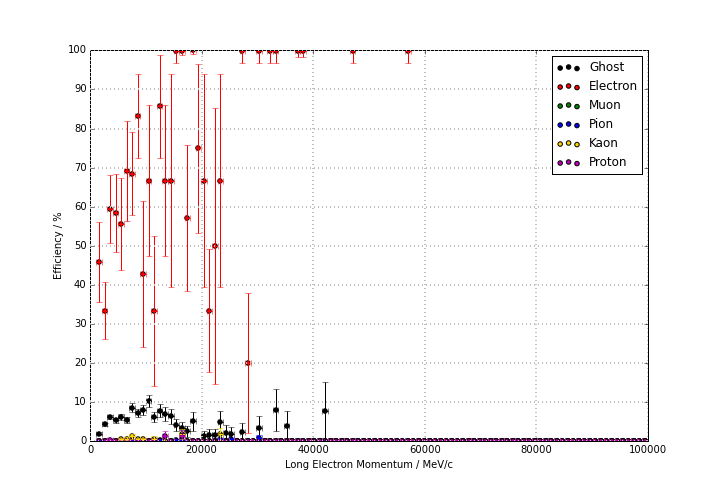 100
90
80
70
60
50
40
30
20
10
0
Efficiency / %
Ghost
Electron
Muon
Pion
Kaon
Proton
0 20000 40000 60000 80000 100000
Long Electron Momentum / MeV/c